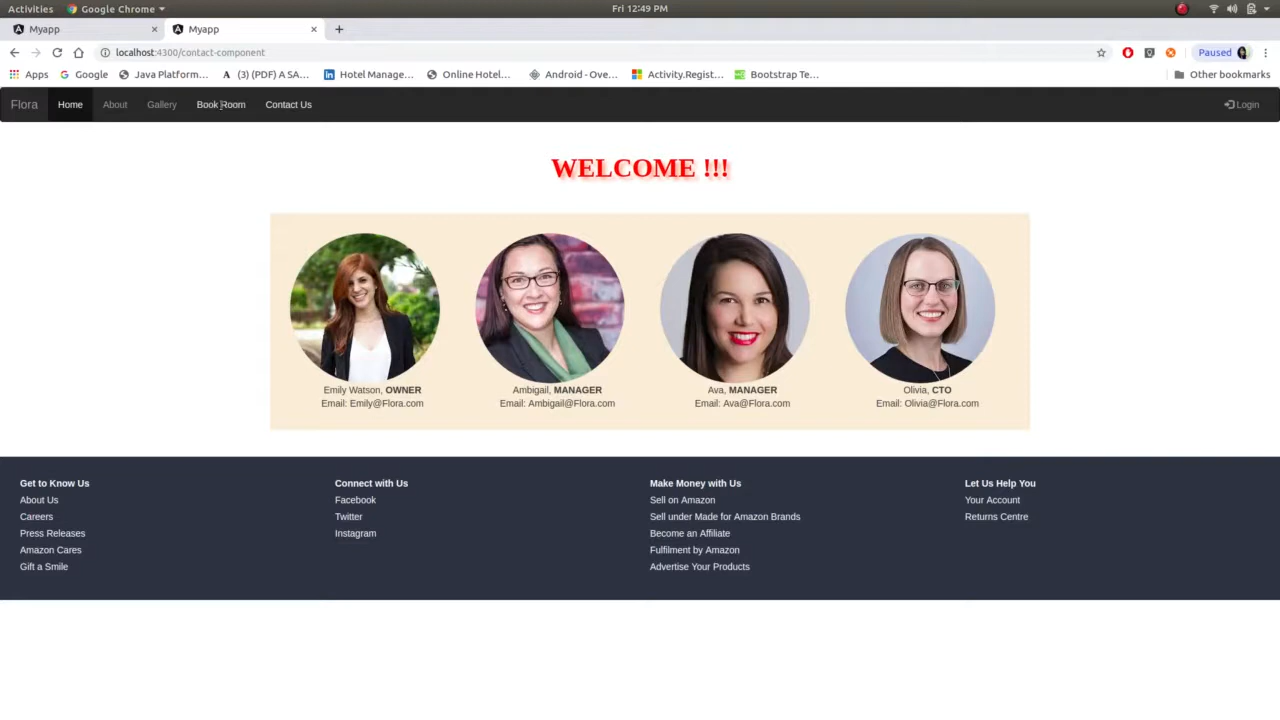 Activities Google Chrome Fri 12:49 PM
Myapp Myapp
localhost:4300/contact-component Paused
Apps Google Java Platform… (3) (PDF) A SA… Hotel Manage… Online Hotel… Android - Ove… Activity.Regist… Bootstrap Te… Other bookmarks
Flora Home About Gallery Book Room Contact Us Login
WELCOME !!!
Emily Watson, OWNER
Email: Emily@Flora.com
Ambigail, MANAGER
Email: Ambigail@Flora.com
Ava, MANAGER
Email: Ava@Flora.com
Olivia, CTO
Email: Olivia@Flora.com
Get to Know Us
About Us
Careers
Press Releases
Amazon Cares
Gift a Smile
Connect with Us
Facebook
Twitter
Instagram
Make Money with Us
Sell on Amazon
Sell under Made for Amazon Brands
Become an Affiliate
Fulfilment by Amazon
Advertise Your Products
Let Us Help You
Your Account
Returns Centre